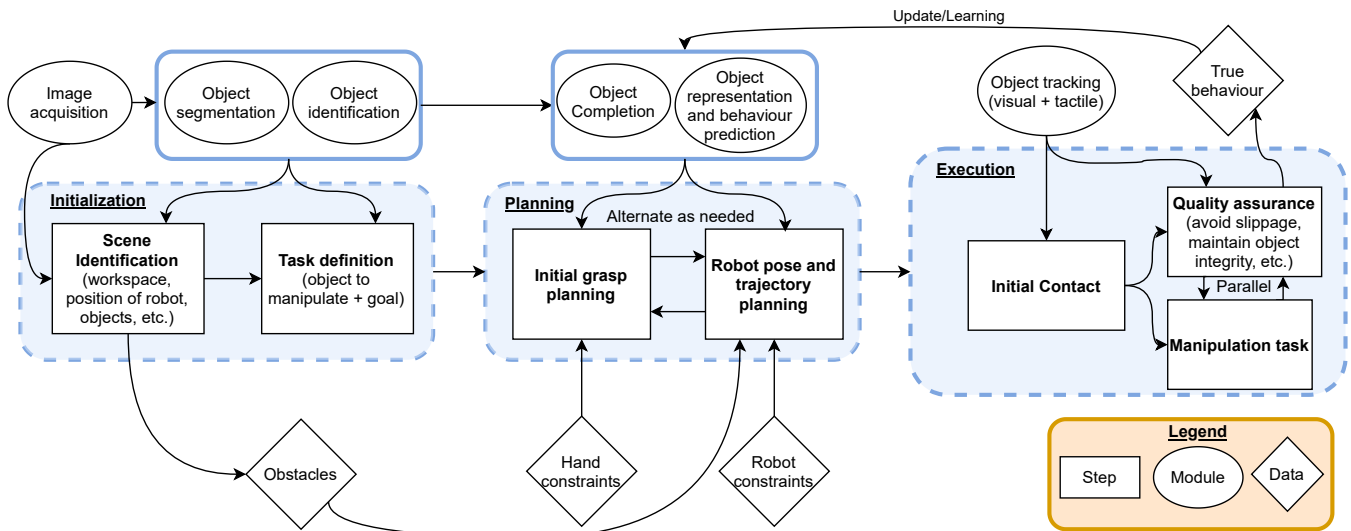 Update/Learning
Image
acquisition
Object
segmentation
Object
identification
Object
Completion
Object
representation
and behaviour
prediction
Object tracking
(visual + tactile)
True
behaviour
Initialization
Scene
Identification
(workspace,
position of robot,
objects, etc.)
Task definition
(object to
manipulate + goal)
Planning
Alternate as needed
Initial grasp
planning
Robot pose and
trajectory
planning
Execution
Initial Contact
Quality assurance
(avoid slippage,
maintain object
integrity, etc.)
Parallel
Manipulation task
Obstacles
Hand
constraints
Robot
constraints
Legend
Step
Module
Data